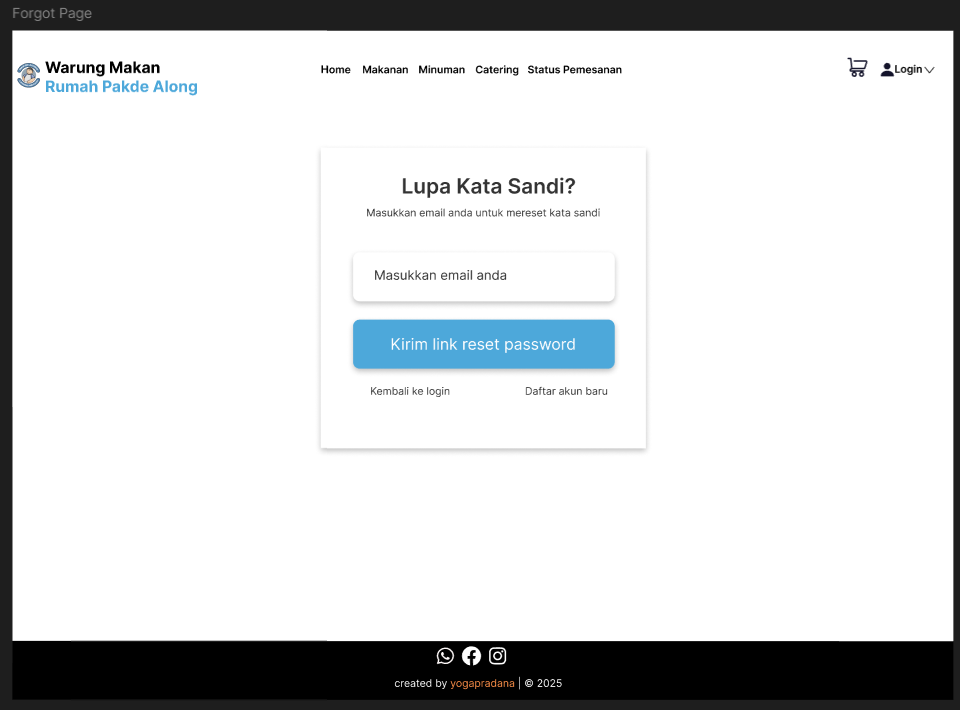 Forgot Page
Warung Makan
Rumah Pakde Along
Home Makanan Minuman Catering Status Pemesanan
Login
Lupa Kata Sandi?
Masukkan email anda untuk mereset kata sandi
Masukkan email anda
Kirim link reset password
Kembali ke login Daftar akun baru
created by yogapradana | © 2025